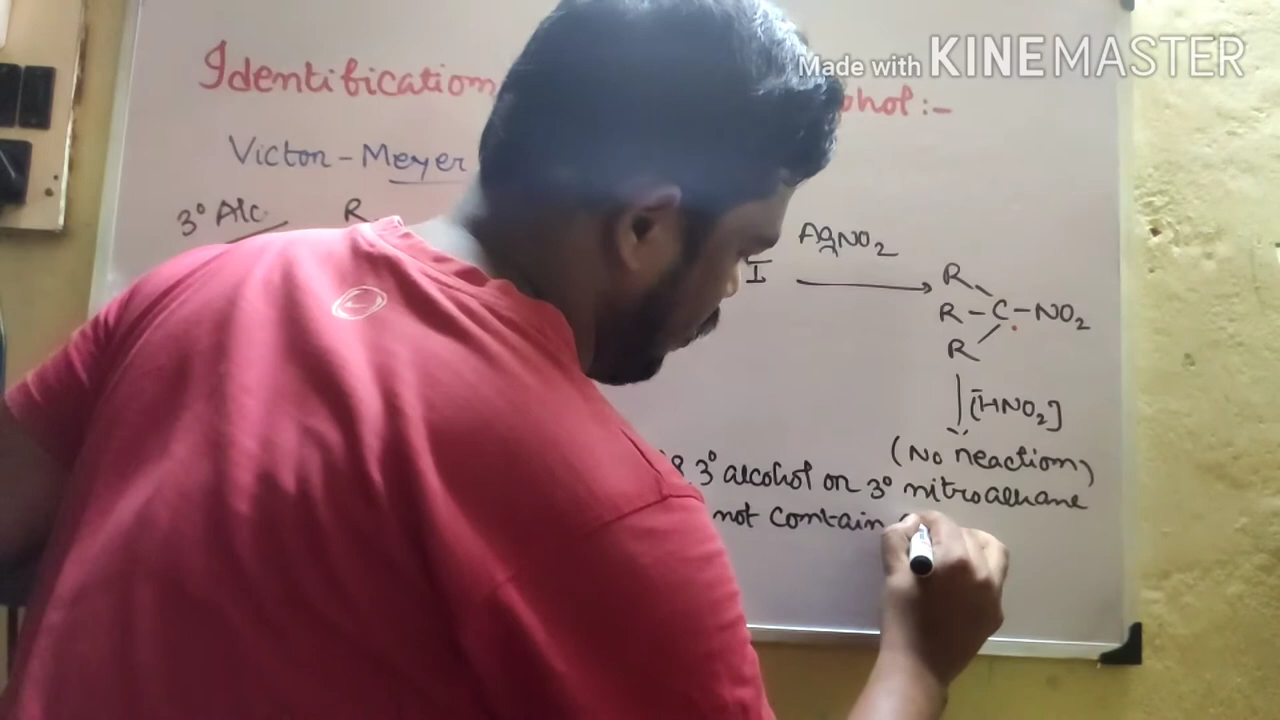 Made with KINEMASTER
Identification
Victor-Meyer
3° Alc.
R
I
AgNO2
R
R-C-NO2
R
[HNO2]
(No reaction)
3° alcohol or 3° nitroalkane
not contain